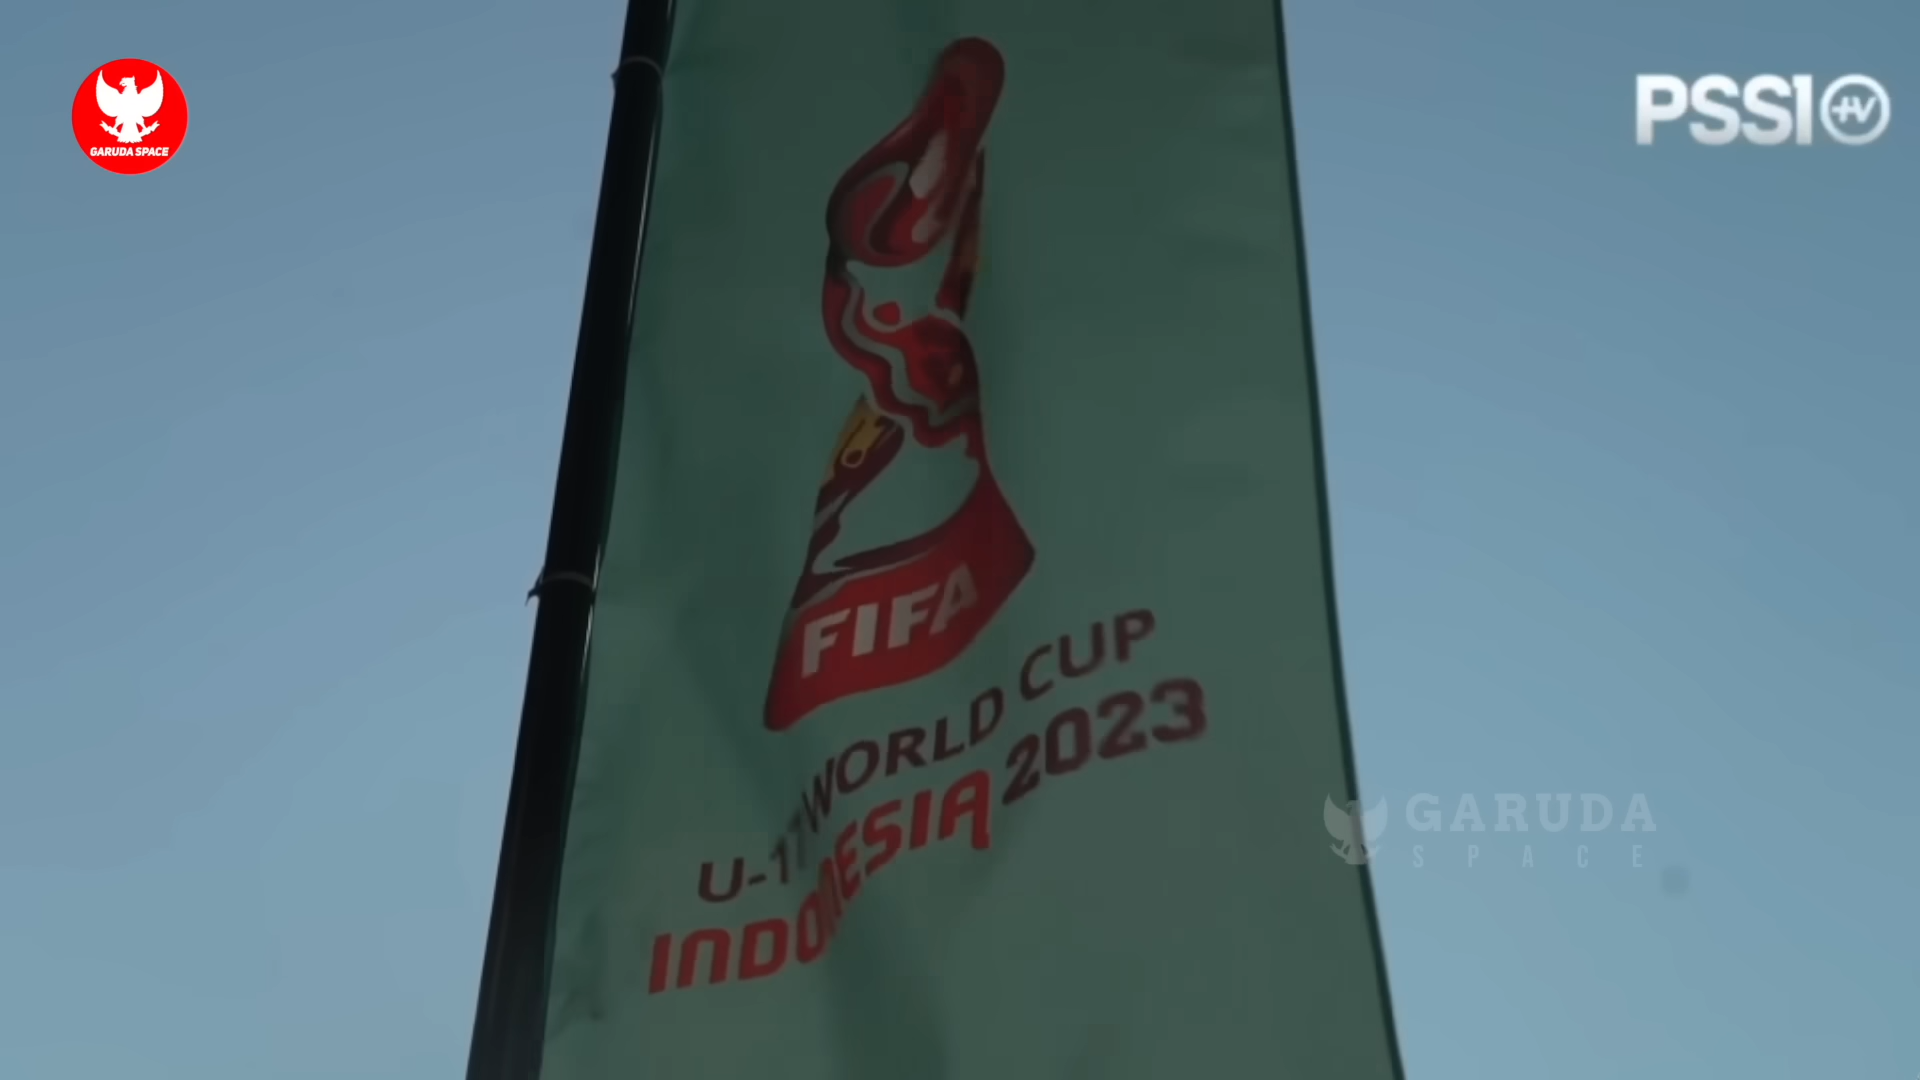 GARUDA SPACE
PSSI tv
FIFA
U-17 WORLD CUP
INDONESIA 2023
GARUDA
SPACE